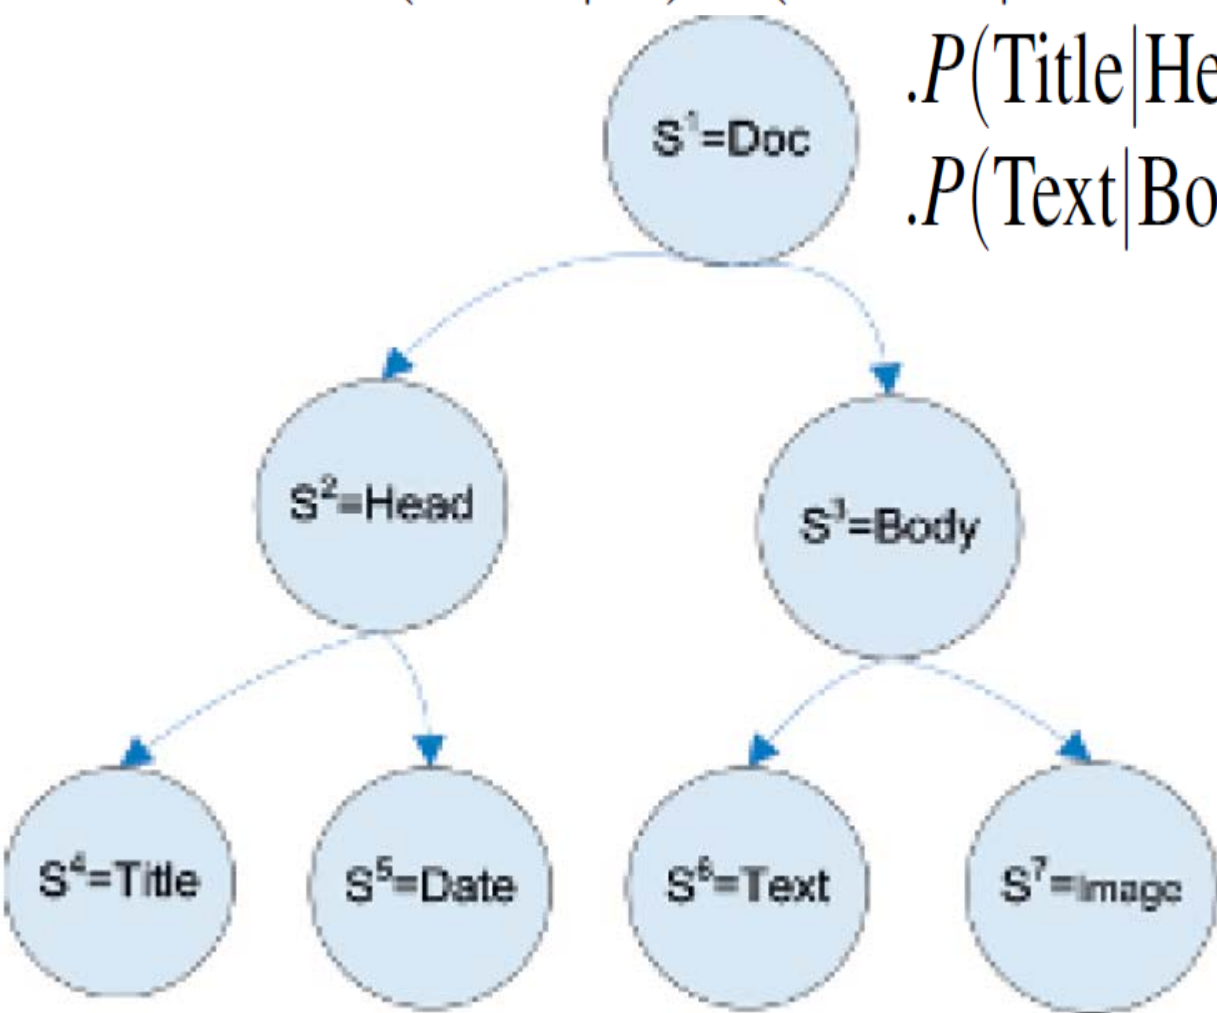 .P(Title|He
S¹=Doc
.P(Text|Bo
S²=Head
S³=Body
S⁴=Title
S⁵=Date
S⁶=Text
S⁷=Image